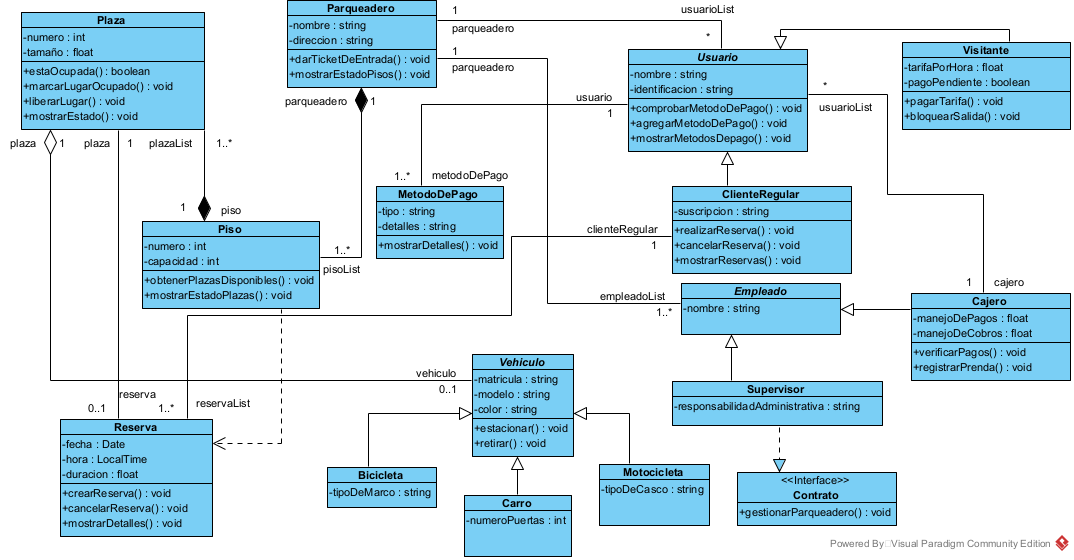 Plaza
-numero : int
-tamaño : float
+estaOcupada() : boolean
+marcarLugarOcupado() : void
+liberarLugar() : void
+mostrarEstado() : void
Parqueadero
-nombre : string
-direccion : string
+darTicketDeEntrada() : void
+mostrarEstadoPisos() : void
1
parqueadero
usuarioList
*
1
parqueadero
Usuario
-nombre : string
-identificacion : string
+comprobarMetodoDePago() : void
+agregarMetodoDePago() : void
+mostrarMetodosDepago() : void
Visitante
-tarifaPorHora : float
-pagoPendiente : boolean
+pagarTarifa() : void
+bloquearSalida() : void
*
usuarioList
parqueadero
1
usuario
1
plaza
1
plaza
1
plazaList
1..*
1..*
metodoDePago
MetodoDePago
-tipo : string
-detalles : string
+mostrarDetalles() : void
ClienteRegular
-suscripcion : string
+realizarReserva() : void
+cancelarReserva() : void
+mostrarReservas() : void
1
piso
Piso
-numero : int
-capacidad : int
+obtenerPlazasDisponibles() : void
+mostrarEstadoPlazas() : void
1..*
pisoList
clienteRegular
1
1
cajero
empleadoList
1..*
Empleado
-nombre : string
Cajero
-manejoDePagos : float
-manejoDeCobros : float
+verificarPagos() : void
+registrarPrenda() : void
vehiculo
0..1
Vehiculo
-matricula : string
-modelo : string
-color : string
+estacionar() : void
+retirar() : void
Supervisor
-responsabilidadAdministrativa : string
reserva
0..1
1..*
reservaList
Reserva
-fecha : Date
-hora : LocalTime
-duracion : float
+crearReserva() : void
+cancelarReserva() : void
+mostrarDetalles() : void
Bicicleta
-tipoDeMarco : string
Carro
-numeroPuertas : int
Motocicleta
-tipoDeCasco : string
<<Interface>>
Contrato
+gestionarParqueadero() : void
Powered By Visual Paradigm Community Edition